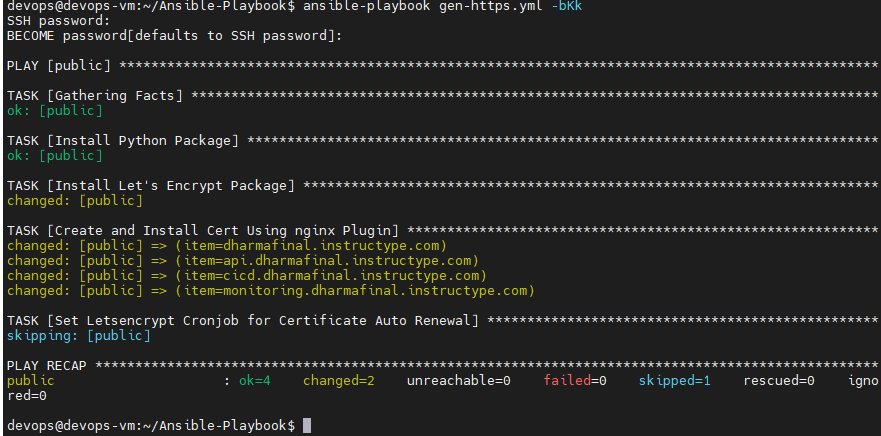 devops@devops-vm:~/Ansible-Playbook$ ansible-playbook gen-https.yml -bKk
SSH password:
BECOME password[defaults to SSH password]:
PLAY [public] ***********************************************************************************************
TASK [Gathering Facts] **************************************************************************************
ok: [public]
TASK [Install Python Package] *******************************************************************************
ok: [public]
TASK [Install Let's Encrypt Package] ************************************************************************
changed: [public]
TASK [Create and Install Cert Using nginx Plugin] ***********************************************************
changed: [public] => (item=dharmafinal.instructype.com)
changed: [public] => (item=api.dharmafinal.instructype.com)
changed: [public] => (item=cicd.dharmafinal.instructype.com)
changed: [public] => (item=monitoring.dharmafinal.instructype.com)
TASK [Set Letsencrypt Cronjob for Certificate Auto Renewal] *************************************************
skipping: [public]
PLAY RECAP **************************************************************************************************
public                     : ok=4    changed=2    unreachable=0    failed=0    skipped=1    rescued=0    igno
red=0
devops@devops-vm:~/Ansible-Playbook$